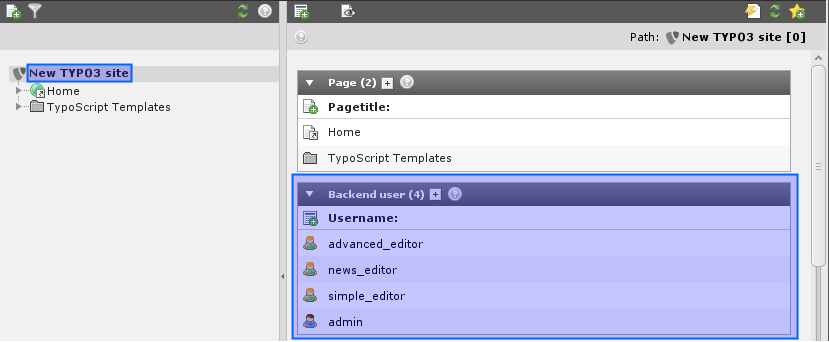 Path: New TYPO3 site [0]
New TYPO3 site
Home
TypoScript Templates
Page (2)
Pagetitle:
Home
TypoScript Templates
Backend user (4)
Username:
advanced_editor
news_editor
simple_editor
admin